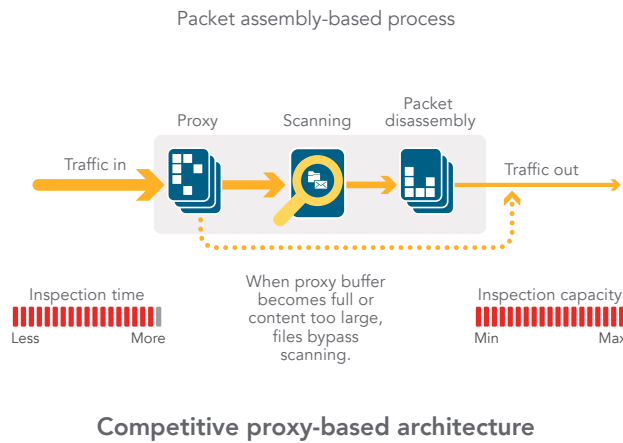 Packet assembly-based process
Proxy
Scanning
Packet
disassembly
Traffic in
Traffic out
When proxy buffer
becomes full or
content too large,
files bypass
scanning.
Inspection time
Less
More
Inspection capacity
Min
Max
Competitive proxy-based architecture